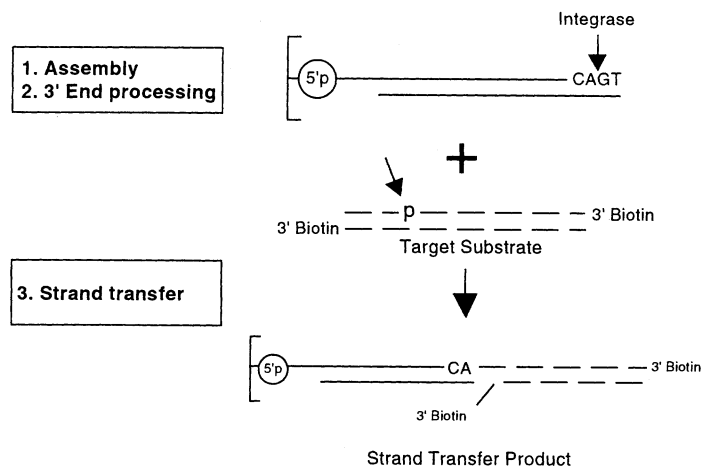 Integrase
1. Assembly
2. 3' End processing
5'p
CAGT
p
3' Biotin
3' Biotin
Target Substrate
3. Strand transfer
5'p
CA
3' Biotin
3' Biotin
Strand Transfer Product